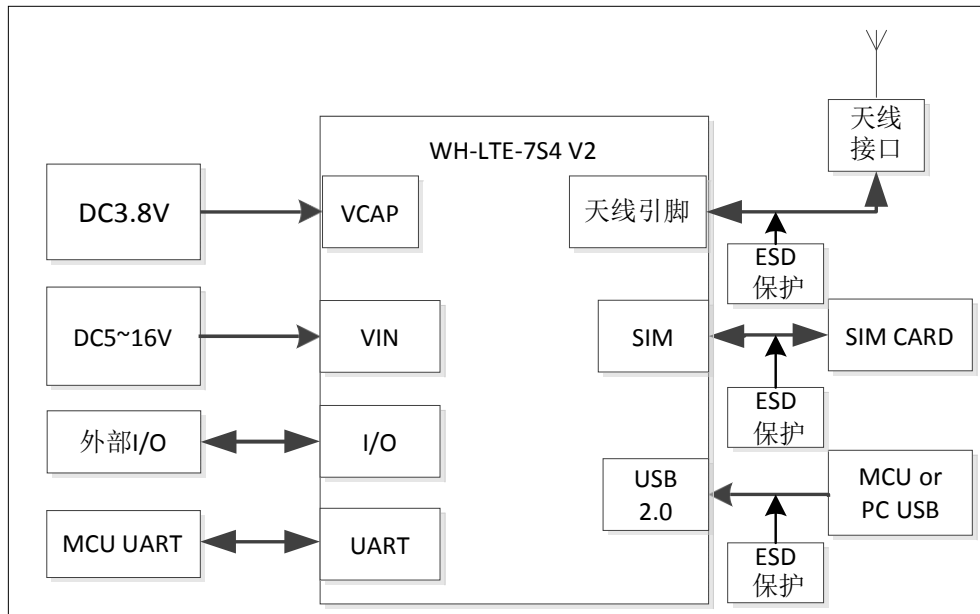 天线
接口
WH-LTE-7S4 V2
DC3.8V
VCAP
天线引脚
ESD
保护
DC5~16V
VIN
SIM
SIM CARD
ESD
保护
外部I/O
I/O
USB
2.0
MCU or
PC USB
MCU UART
UART
ESD
保护